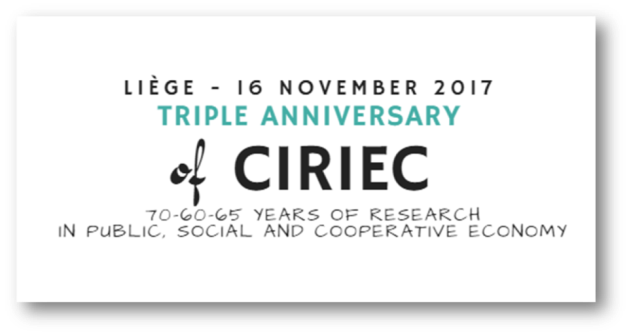 LIÈGE - 16 NOVEMBER 2017
TRIPLE ANNIVERSARY
of CIRIEC
70-60-65 YEARS OF RESEARCH
IN PUBLIC, SOCIAL AND COOPERATIVE ECONOMY